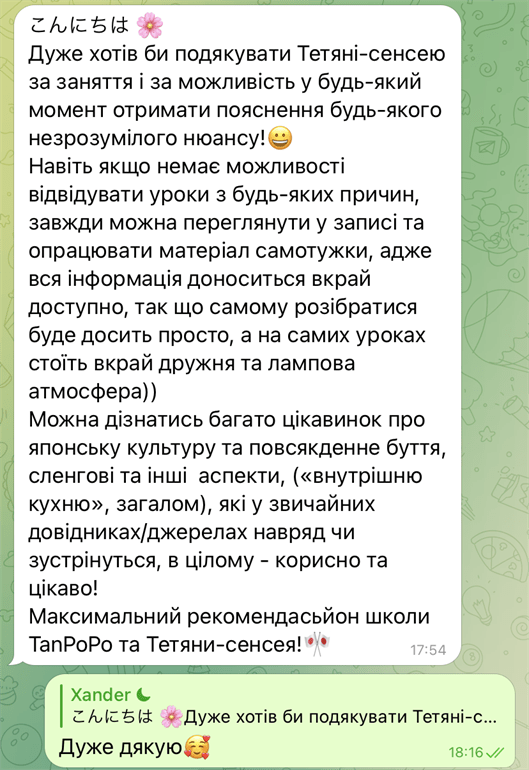 こんにちは 🌸
Дуже хотів би подякувати Тетяні-сенсею
за заняття і за можливість у будь-який
момент отримати пояснення будь-якого
незрозумілого нюансу!😀
Навіть якщо немає можливості
відвідувати уроки з будь-яких причин,
завжди можна переглянути у записі та
опрацювати матеріал самотужки, адже
вся інформація доноситься вкрай
доступно, так що самому розібратися
буде досить просто, а на самих уроках
стоїть вкрай дружня та лампова
атмосфера))
Можна дізнатись багато цікавинок про
японську культуру та повсякденне буття,
сленгові та інші  аспекти, («внутрішню
кухню», загалом), які у звичайних
довідниках/джерелах навряд чи
зустрінуться, в цілому - корисно та
цікаво!
Максимальний рекомендасьйон школи
TanPoPo та Тетяни-сенсея!🎌
17:54
Xander
こんにちは 🌸Дуже хотів би подякувати Тетяні-с...
Дуже дякую🥰
18:16